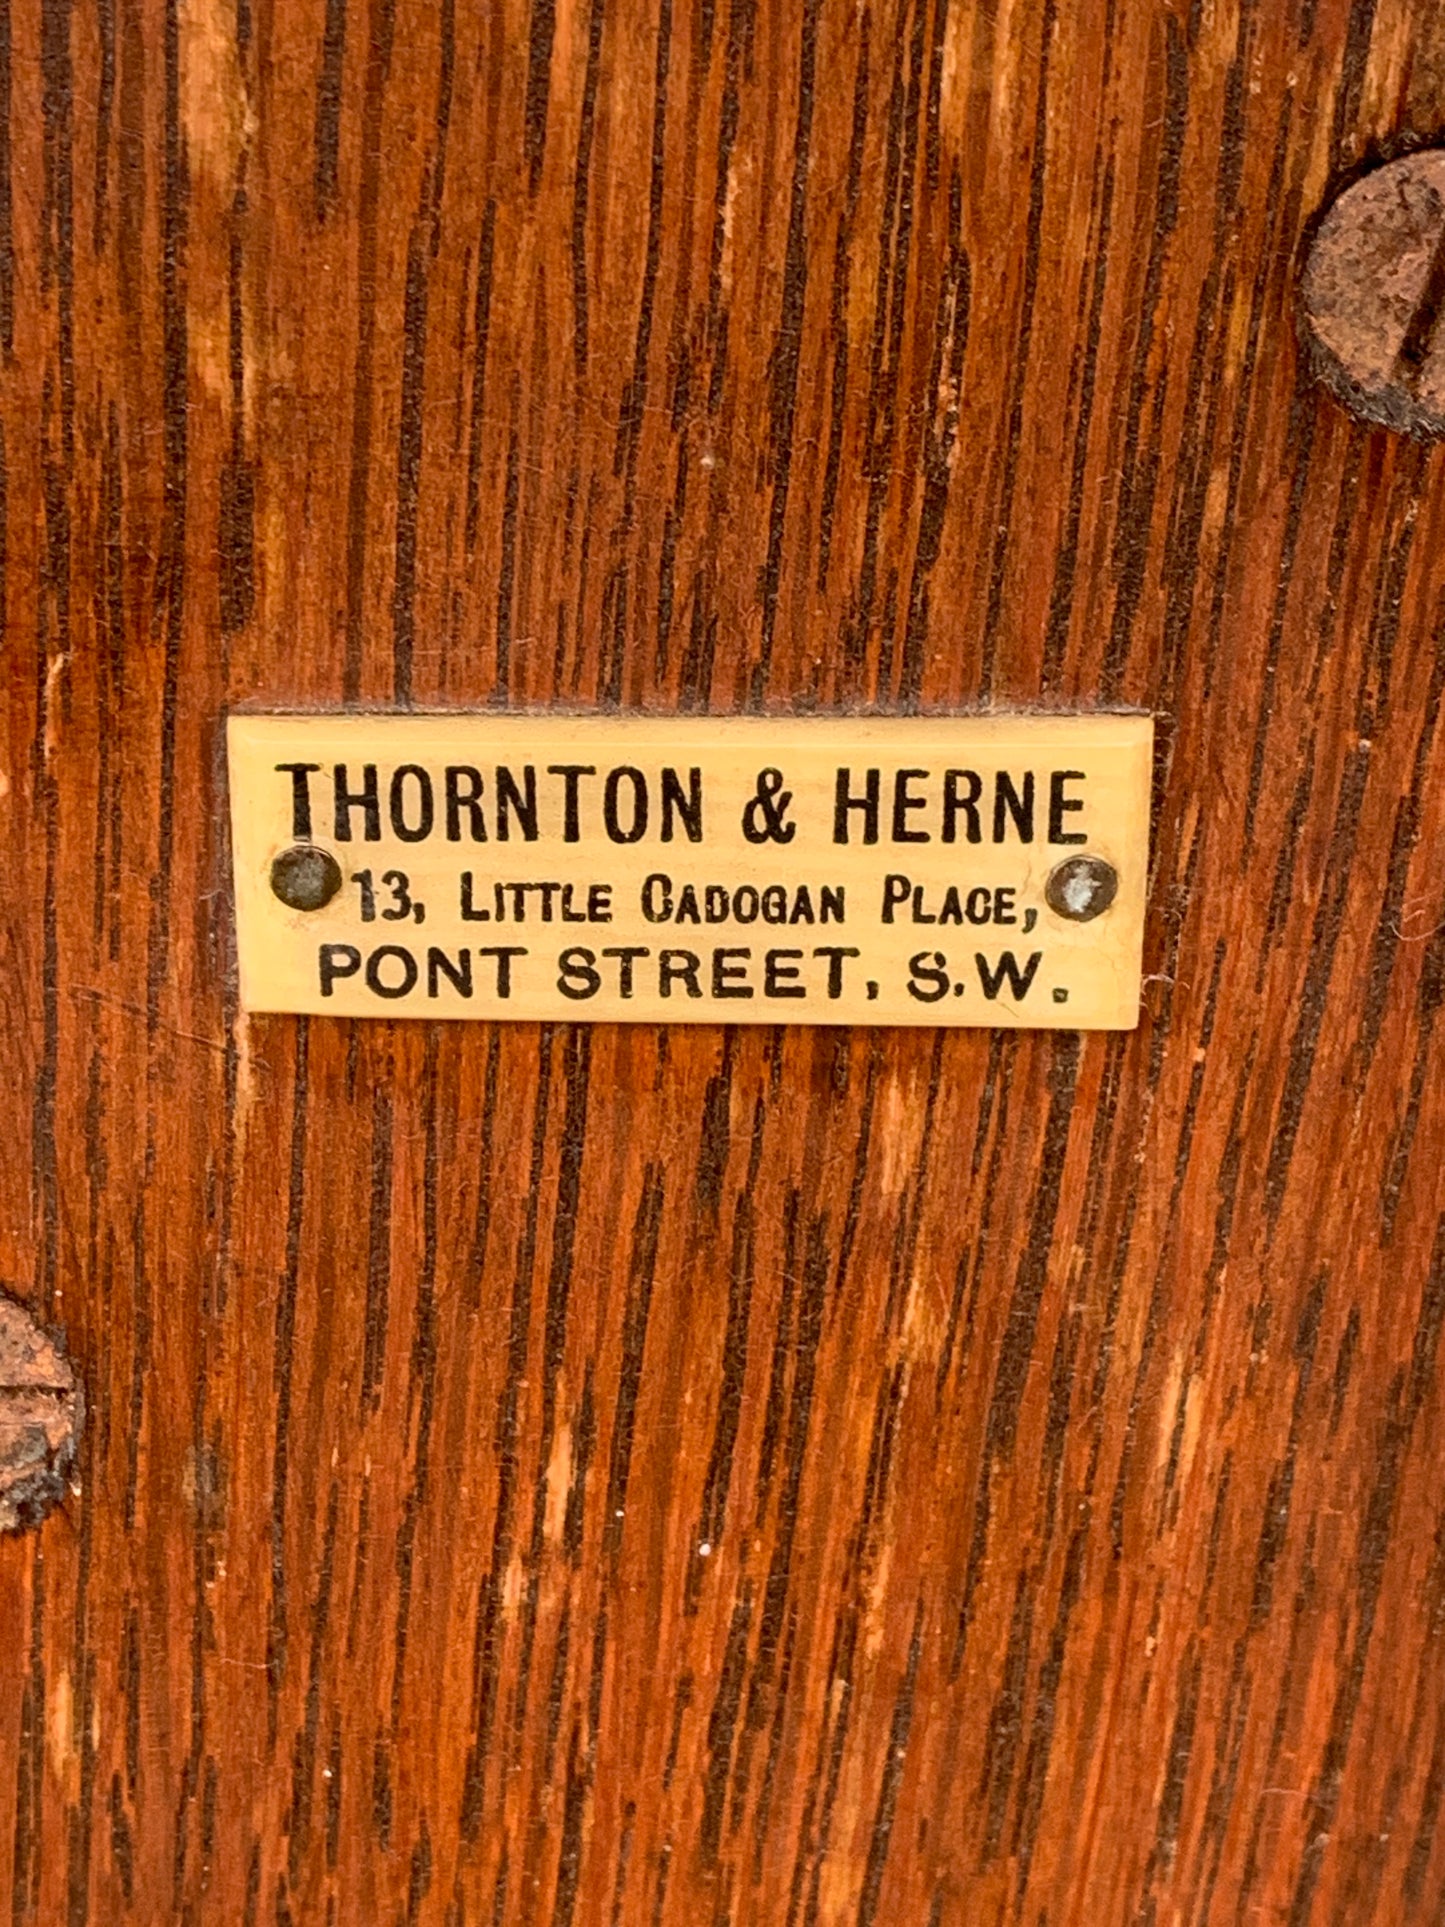 THORNTON & HERNE
13, LITTLE CADOGAN PLACE,
PONT STREET, S.W.